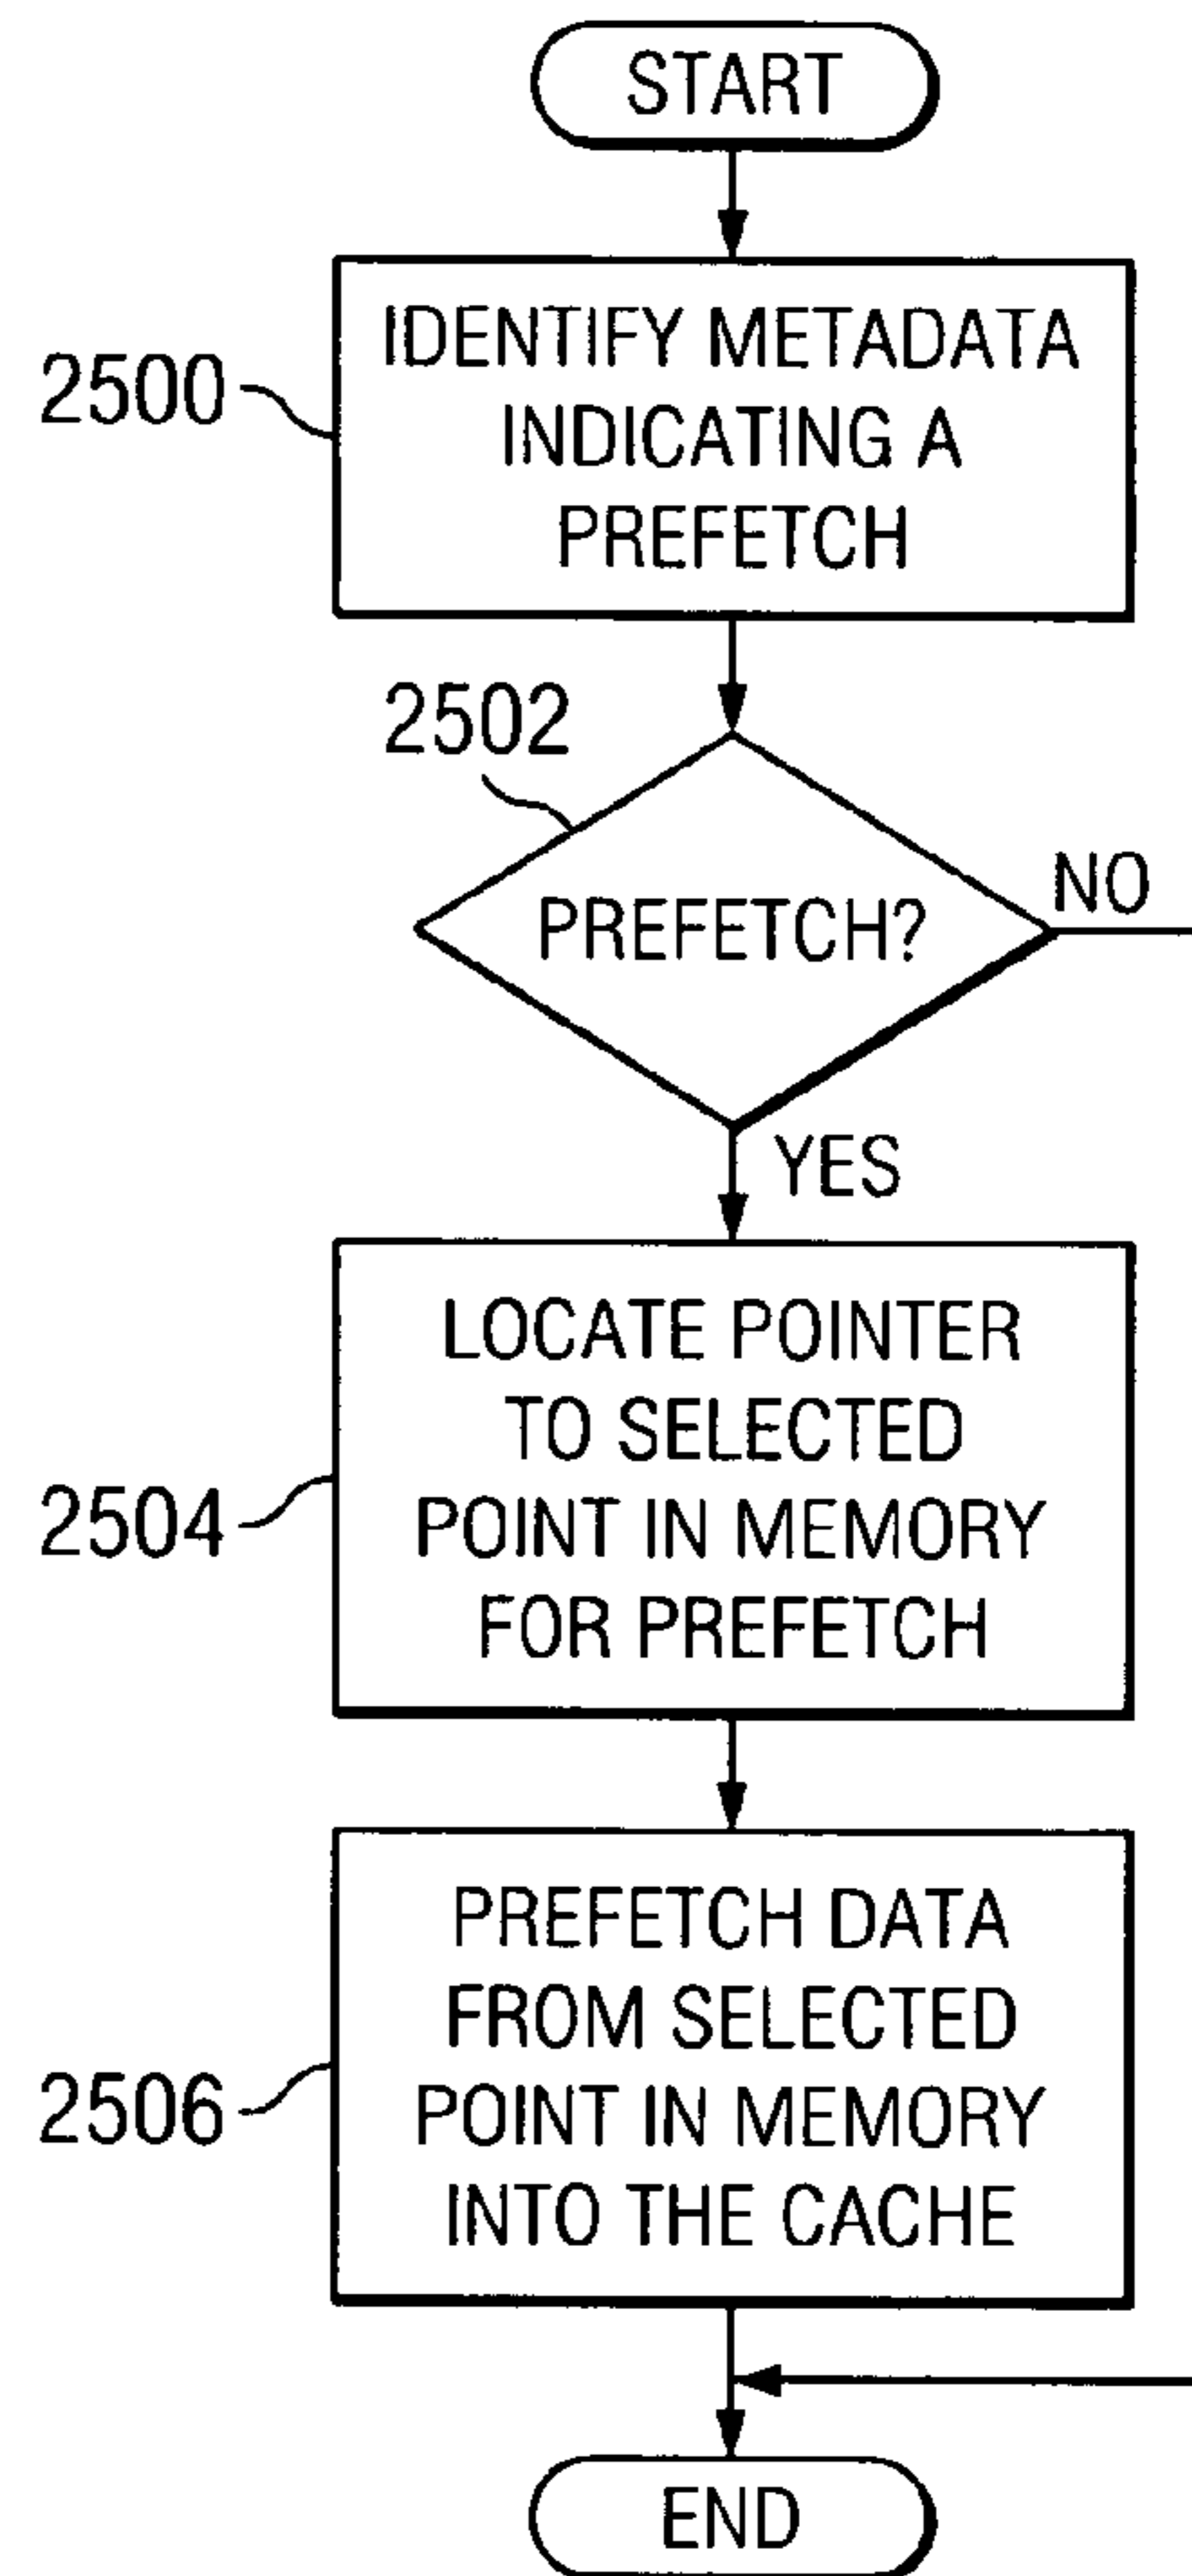 START
2500
IDENTIFY METADATA
INDICATING A
PREFETCH
2502
PREFETCH?
NO
YES
2504
LOCATE POINTER
TO SELECTED
POINT IN MEMORY
FOR PREFETCH
2506
PREFETCH DATA
FROM SELECTED
POINT IN MEMORY
INTO THE CACHE
END